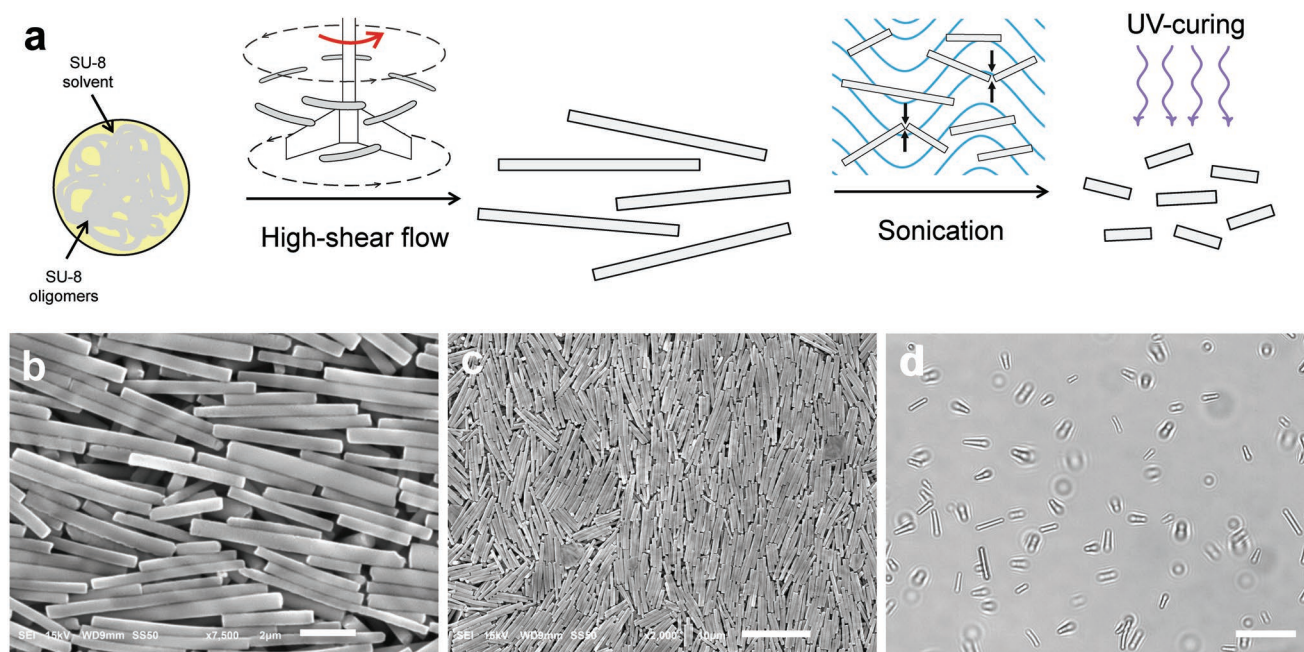 a
SU-8
solvent
SU-8
oligomers
High-shear flow
Sonication
UV-curing
b
SEI 15kV WD9mm SS50 x7,500 2μm
c
SEI 15kV WD9mm SS50 x2,000 10μm
d